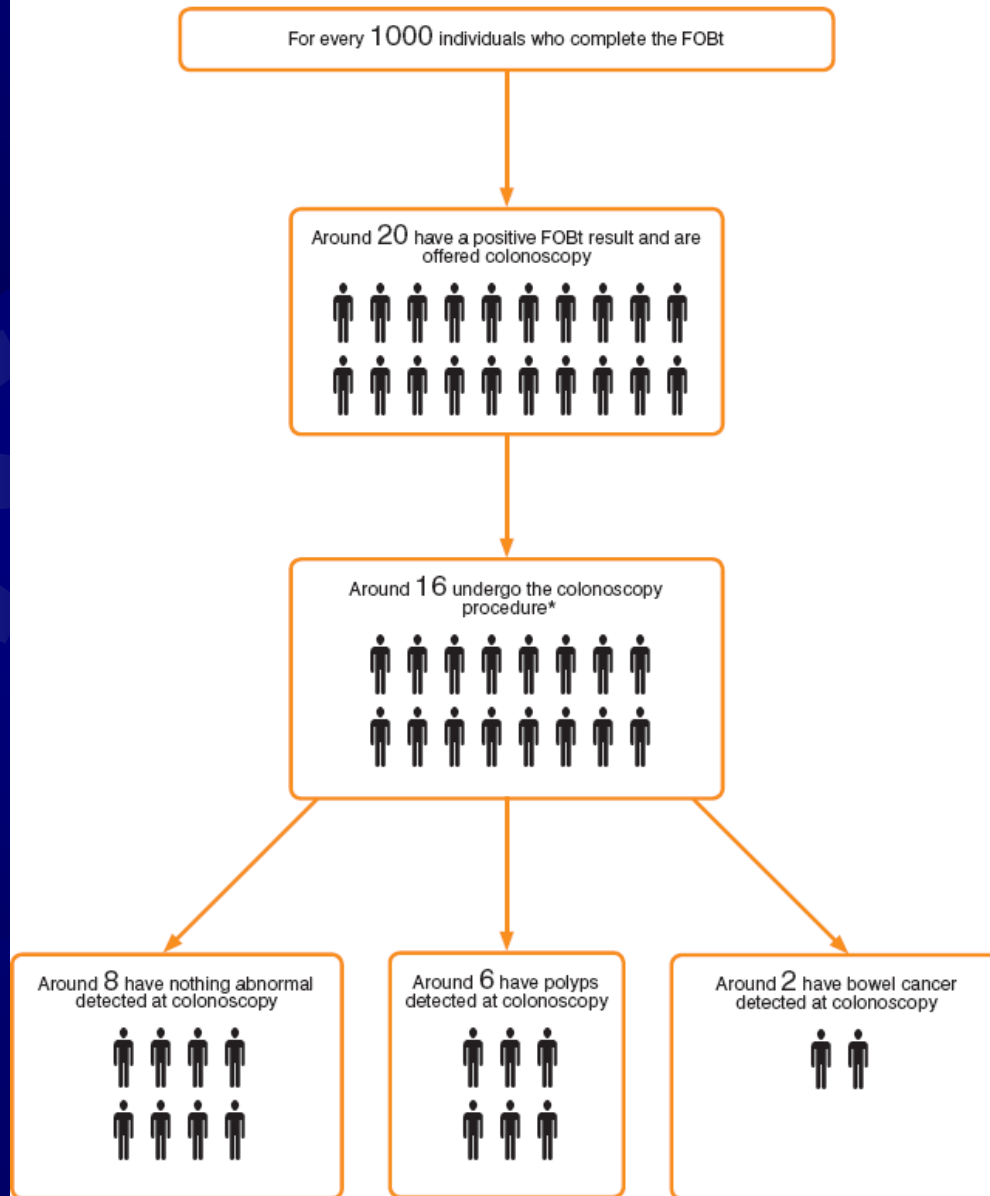 For every 1000 individuals who complete the FOBt
Around 20 have a positive FOBt result and are
offered colonoscopy
Around 16 undergo the colonoscopy
procedure*
Around 8 have nothing abnormal
detected at colonoscopy
Around 6 have polyps
detected at colonoscopy
Around 2 have bowel cancer
detected at colonoscopy